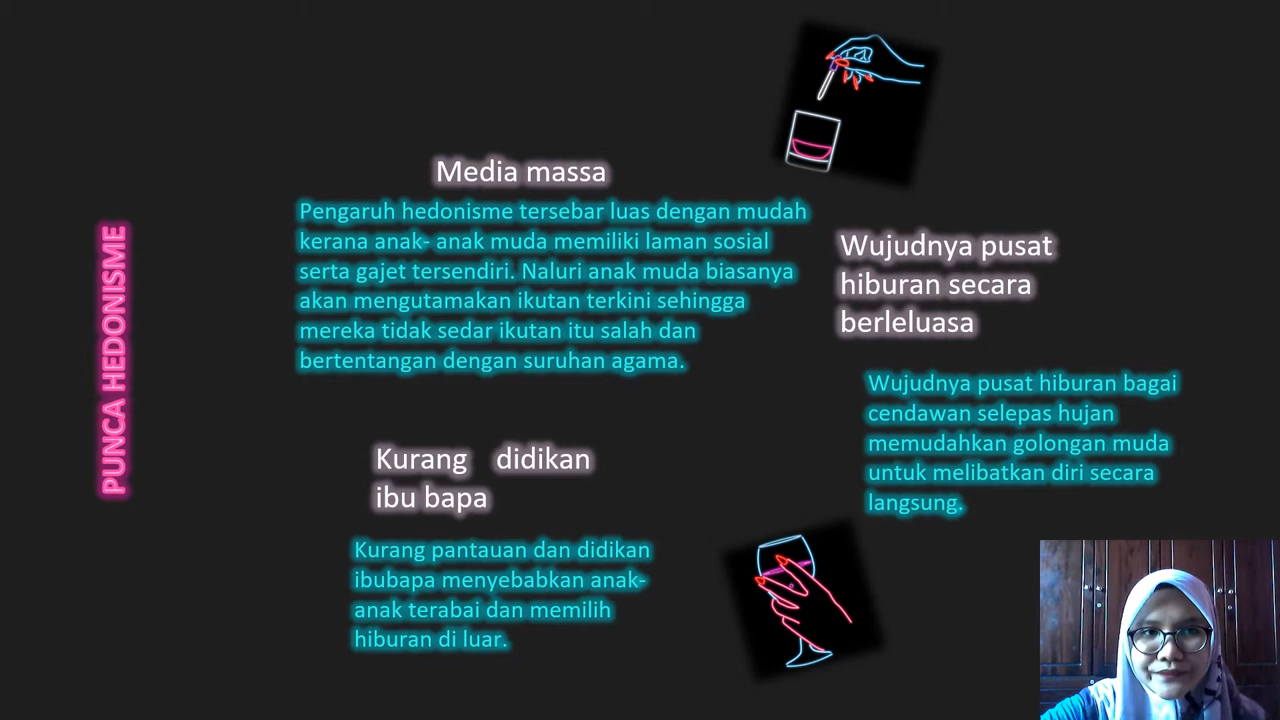 PUNCA HEDONISME
Media massa
Pengaruh hedonisme tersebar luas dengan mudah
kerana anak- anak muda memiliki laman sosial
serta gajet tersendiri. Naluri anak muda biasanya
akan mengutamakan ikutan terkini sehingga
mereka tidak sedar ikutan itu salah dan
bertentangan dengan suruhan agama.
Wujudnya pusat
hiburan secara
berleluasa
Wujudnya pusat hiburan bagai
cendawan selepas hujan
memudahkan golongan muda
untuk melibatkan diri secara
langsung.
Kurang didikan
ibu bapa
Kurang pantauan dan didikan
ibubapa menyebabkan anak-
anak terabai dan memilih
hiburan di luar.